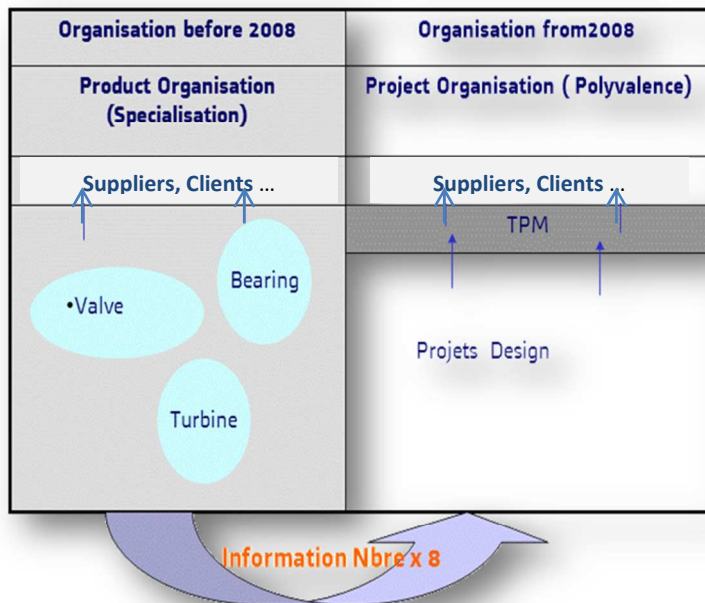 Organisation before 2008
Organisation from2008
Product Organisation
(Specialisation)
Project Organisation ( Polyvalence)
Suppliers, Clients ...
Suppliers, Clients ...
TPM
Bearing
•Valve
Projets Design
Turbine
Information Nbre x 8